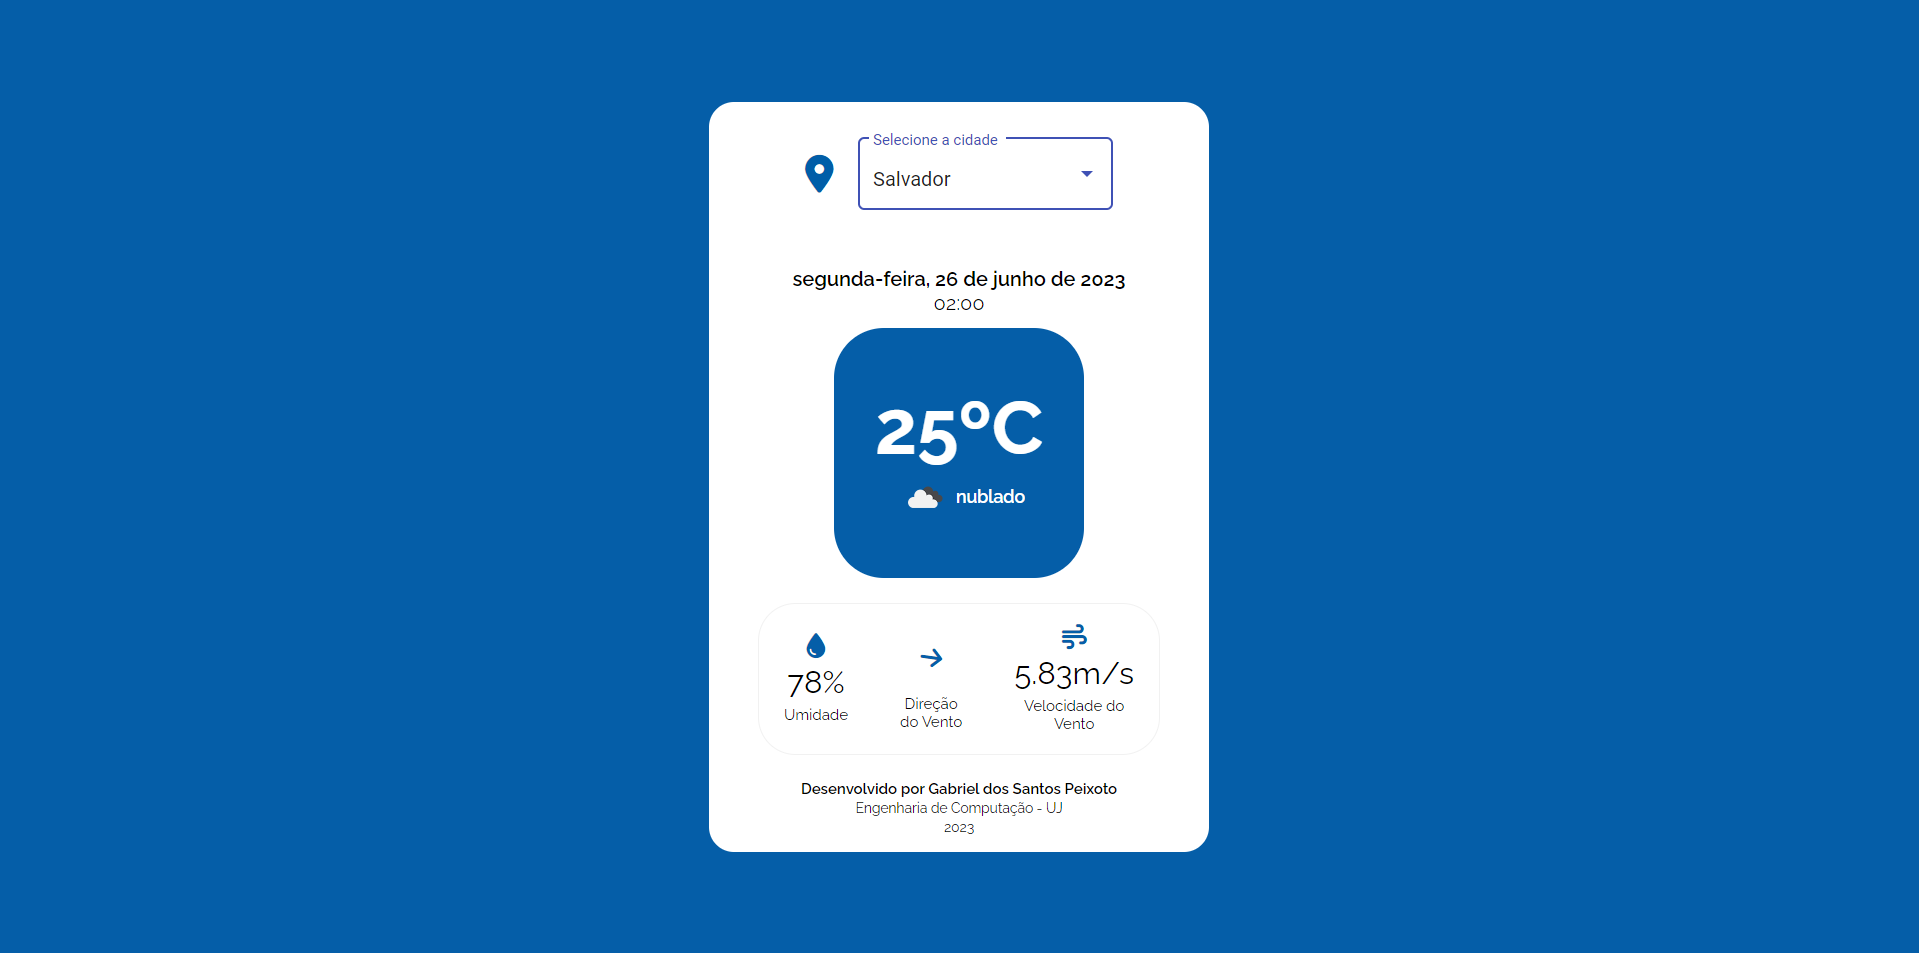 Selecione a cidade
Salvador
segunda-feira, 26 de junho de 2023
02:00
25ºC
nublado
78%
Umidade
Direção
do Vento
5.83m/s
Velocidade do
Vento
Desenvolvido por Gabriel dos Santos Peixoto
Engenharia de Computação - UJ
2023